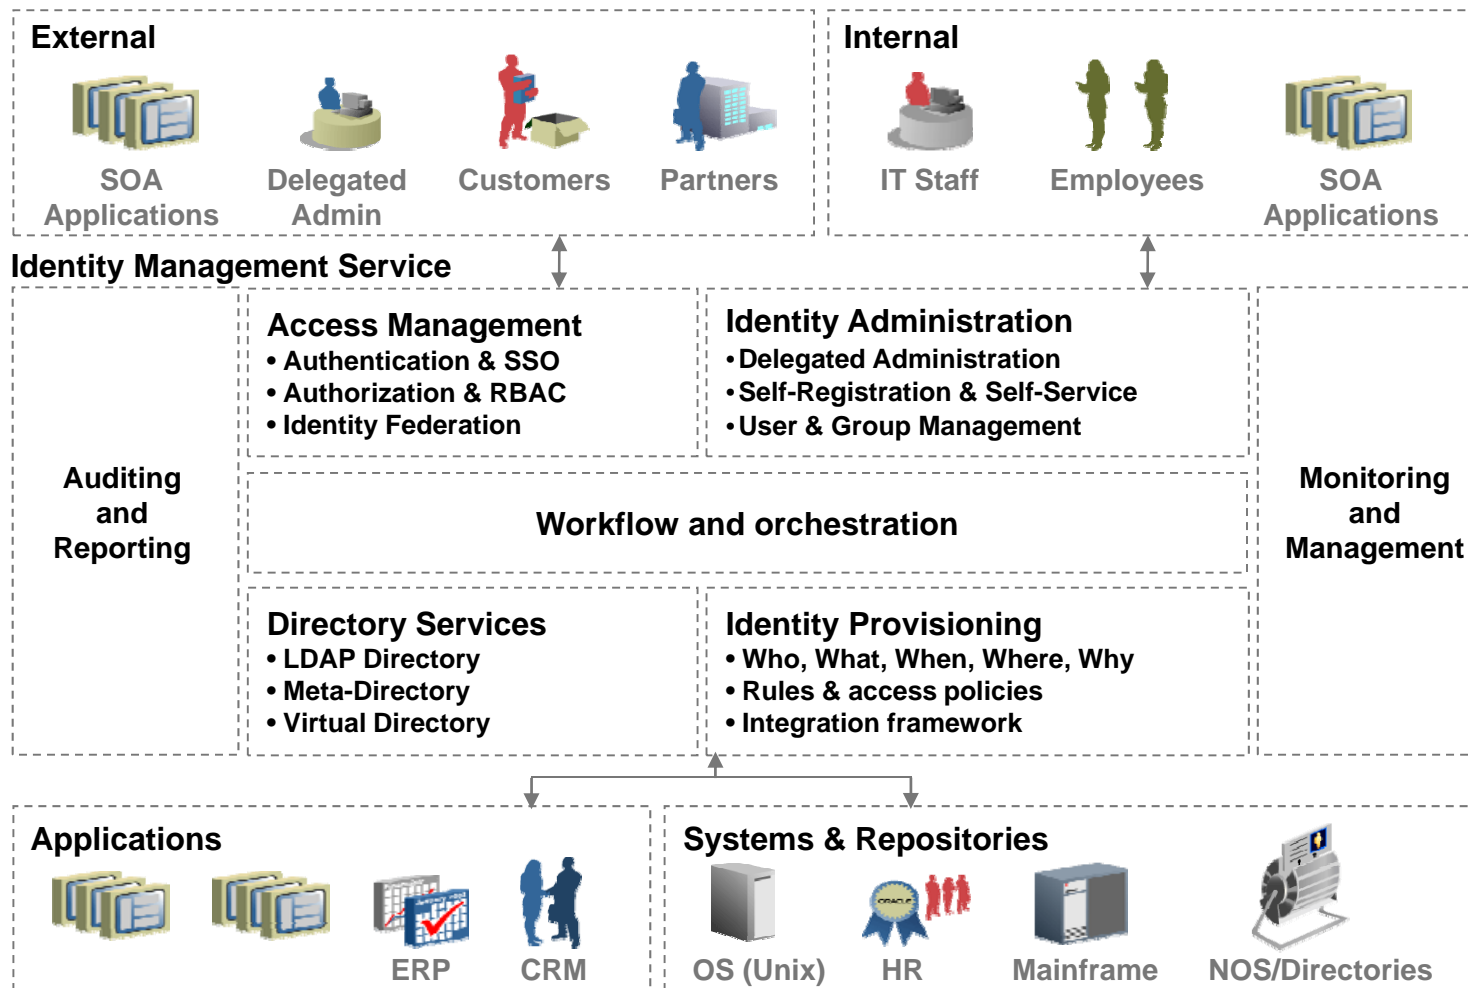 External
SOA
Applications
Delegated
Admin
Customers
Partners
Internal
IT Staff
Employees
SOA
Applications
Identity Management Service
Auditing
and
Reporting
Access Management
• Authentication & SSO
• Authorization & RBAC
• Identity Federation
Identity Administration
• Delegated Administration
• Self-Registration & Self-Service
• User & Group Management
Workflow and orchestration
Directory Services
• LDAP Directory
• Meta-Directory
• Virtual Directory
Identity Provisioning
• Who, What, When, Where, Why
• Rules & access policies
• Integration framework
Monitoring
and
Management
Applications
ERP
CRM
Systems & Repositories
OS (Unix)
ORACLE
HR
Mainframe
NOS/Directories